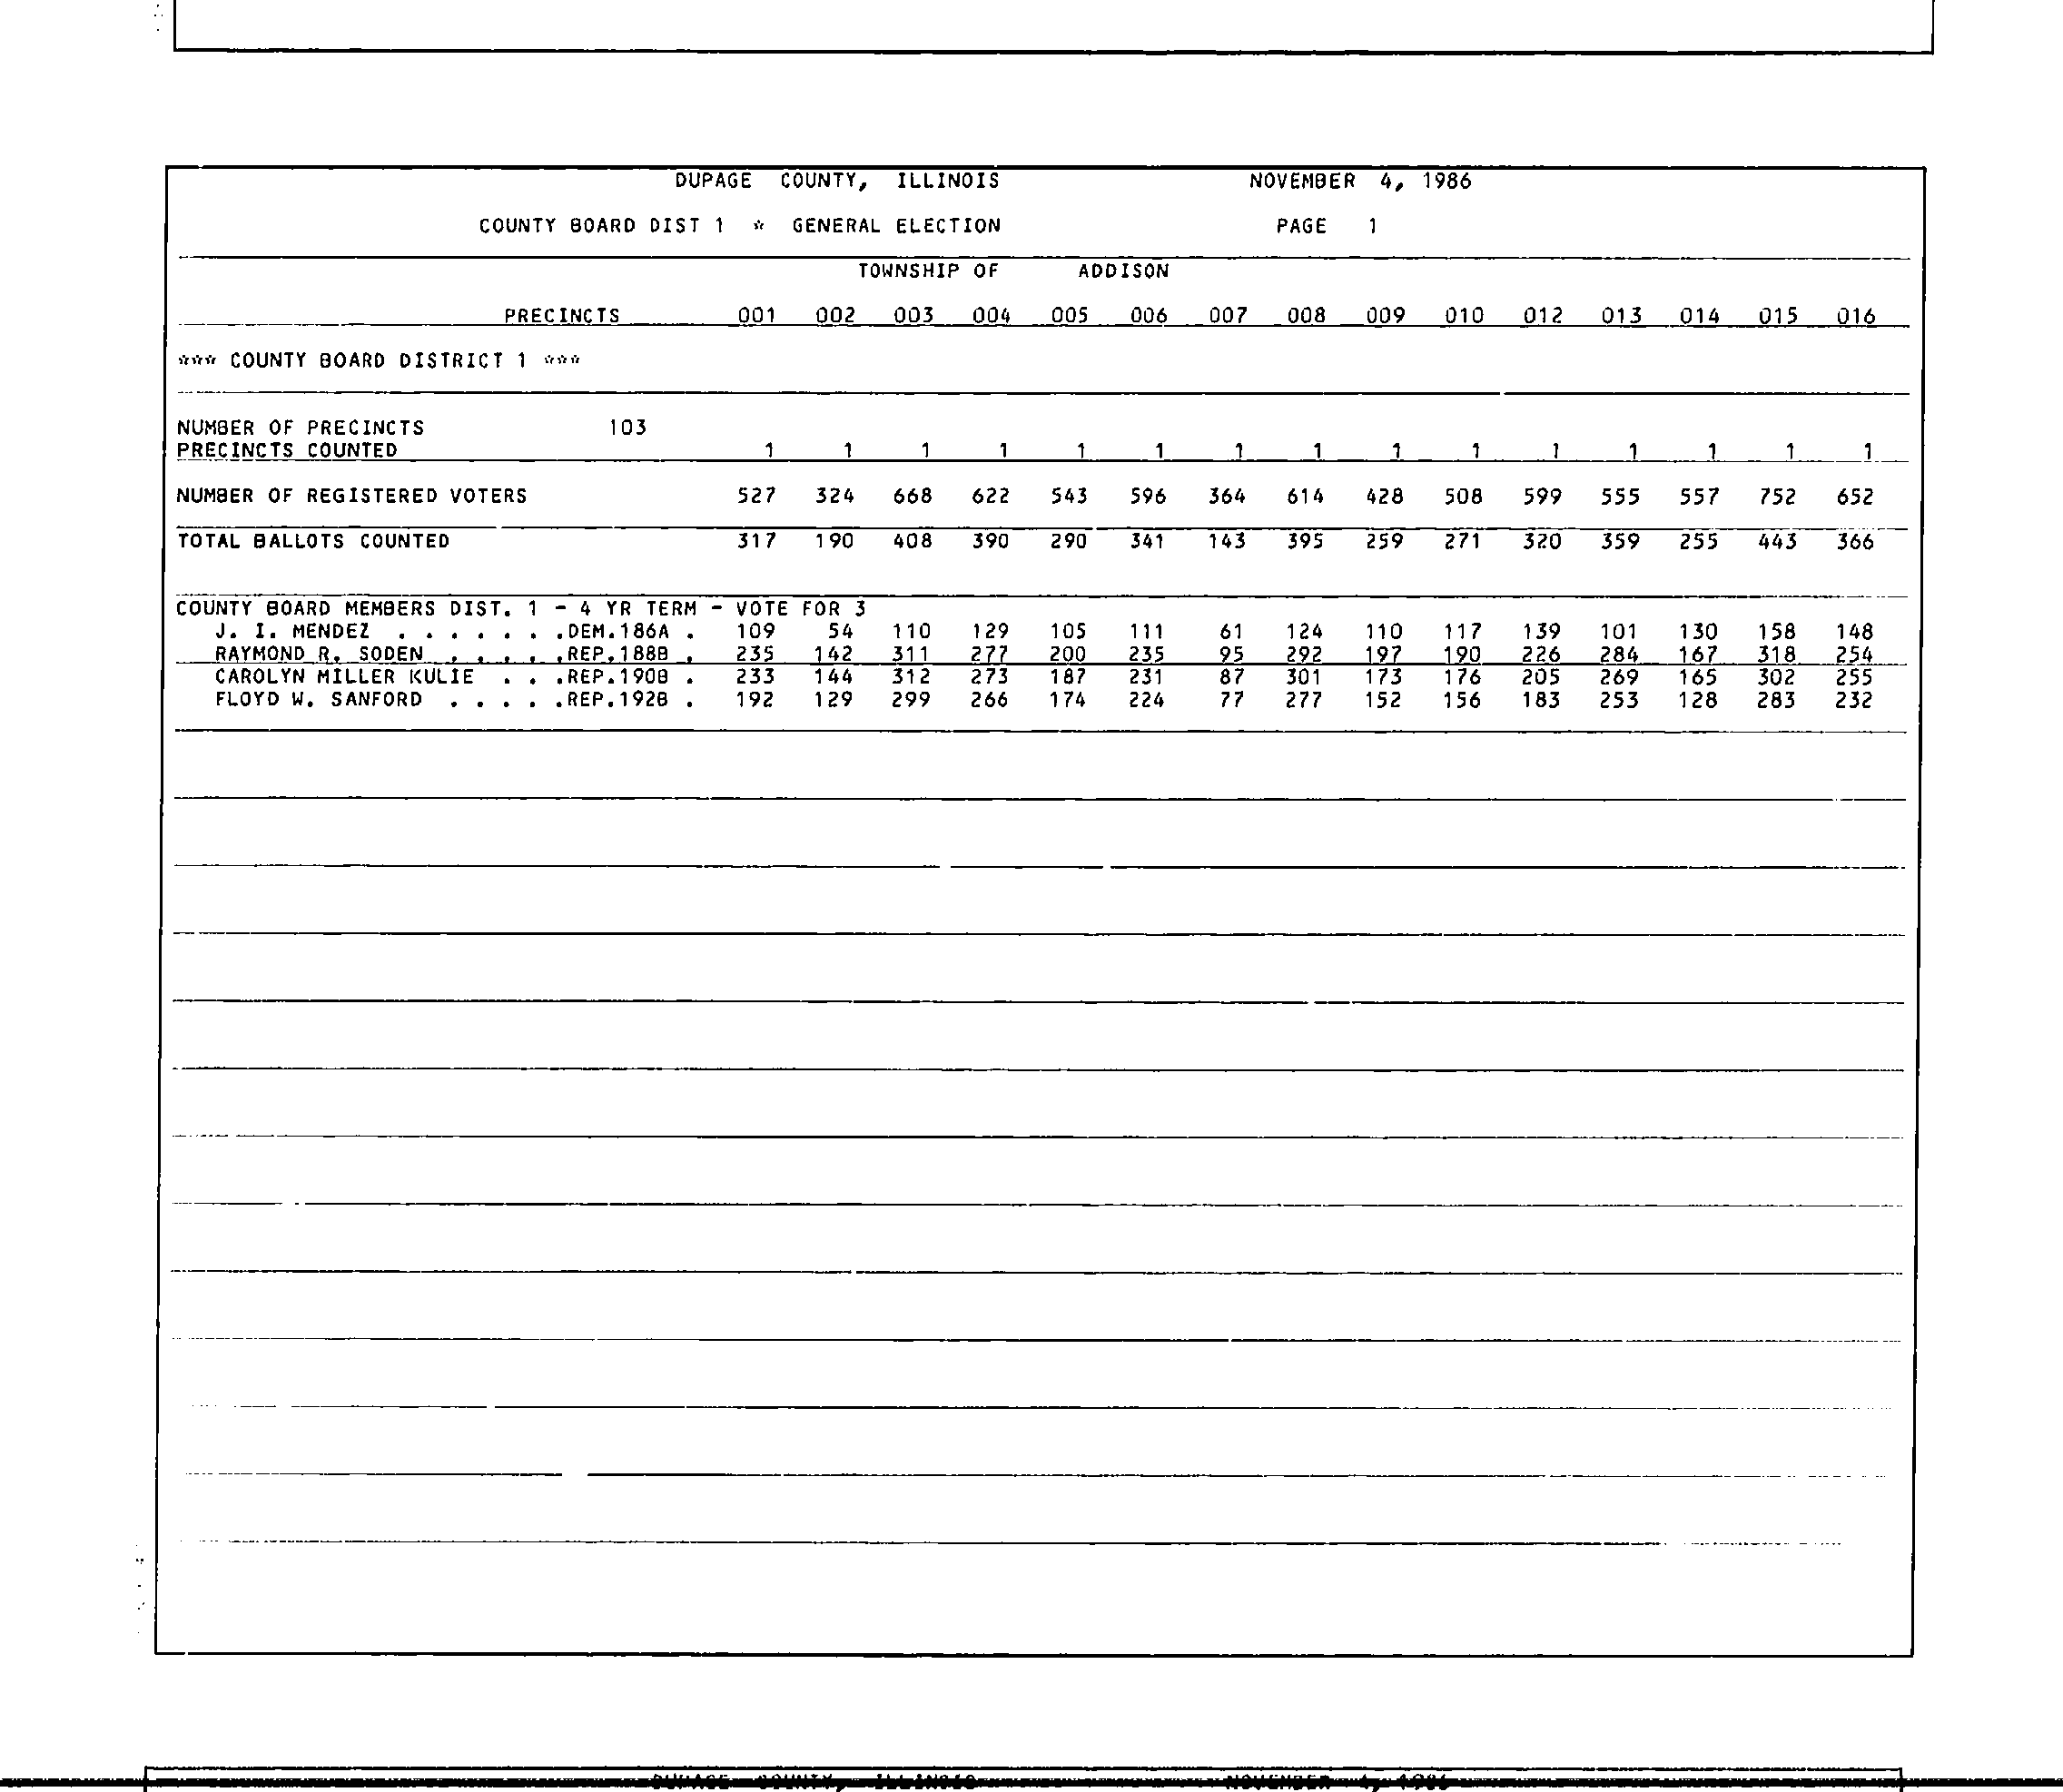 DUPAGE COUNTY, ILLINOIS NOVEMBER 4, 1986
COUNTY BOARD DIST 1 * GENERAL ELECTION PAGE 1
TOWNSHIP OF ADDISON
PRECINCTS 001 002 003 004 005 006 007 008 009 010 012 013 014 015 016
*** COUNTY BOARD DISTRICT 1 ***
NUMBER OF PRECINCTS 103
PRECINCTS COUNTED 1 1 1 1 1 1 1 1 1 1 1 1 1 1 1
NUMBER OF REGISTERED VOTERS 527 324 668 622 543 596 364 614 428 508 599 555 557 752 652
TOTAL BALLOTS COUNTED 317 190 408 390 290 341 143 395 259 271 320 359 255 443 366
COUNTY BOARD MEMBERS DIST. 1 - 4 YR TERM - VOTE FOR 3
J. I. MENDEZ . . . . . . .DEM.186A . 109 54 110 129 105 111 61 124 110 117 139 101 130 158 148
RAYMOND R. SODEN . . . . .REP.188B . 235 142 311 277 200 235 95 292 197 190 226 284 167 318 254
CAROLYN MILLER KULIE . . .REP.190B . 233 144 312 273 187 231 87 301 173 176 205 269 165 302 255
FLOYD W. SANFORD . . . . .REP.192B . 192 129 299 266 174 224 77 277 152 156 183 253 128 283 232
DUPAGE COUNTY, ILLINOIS NOVEMBER 4, 1986